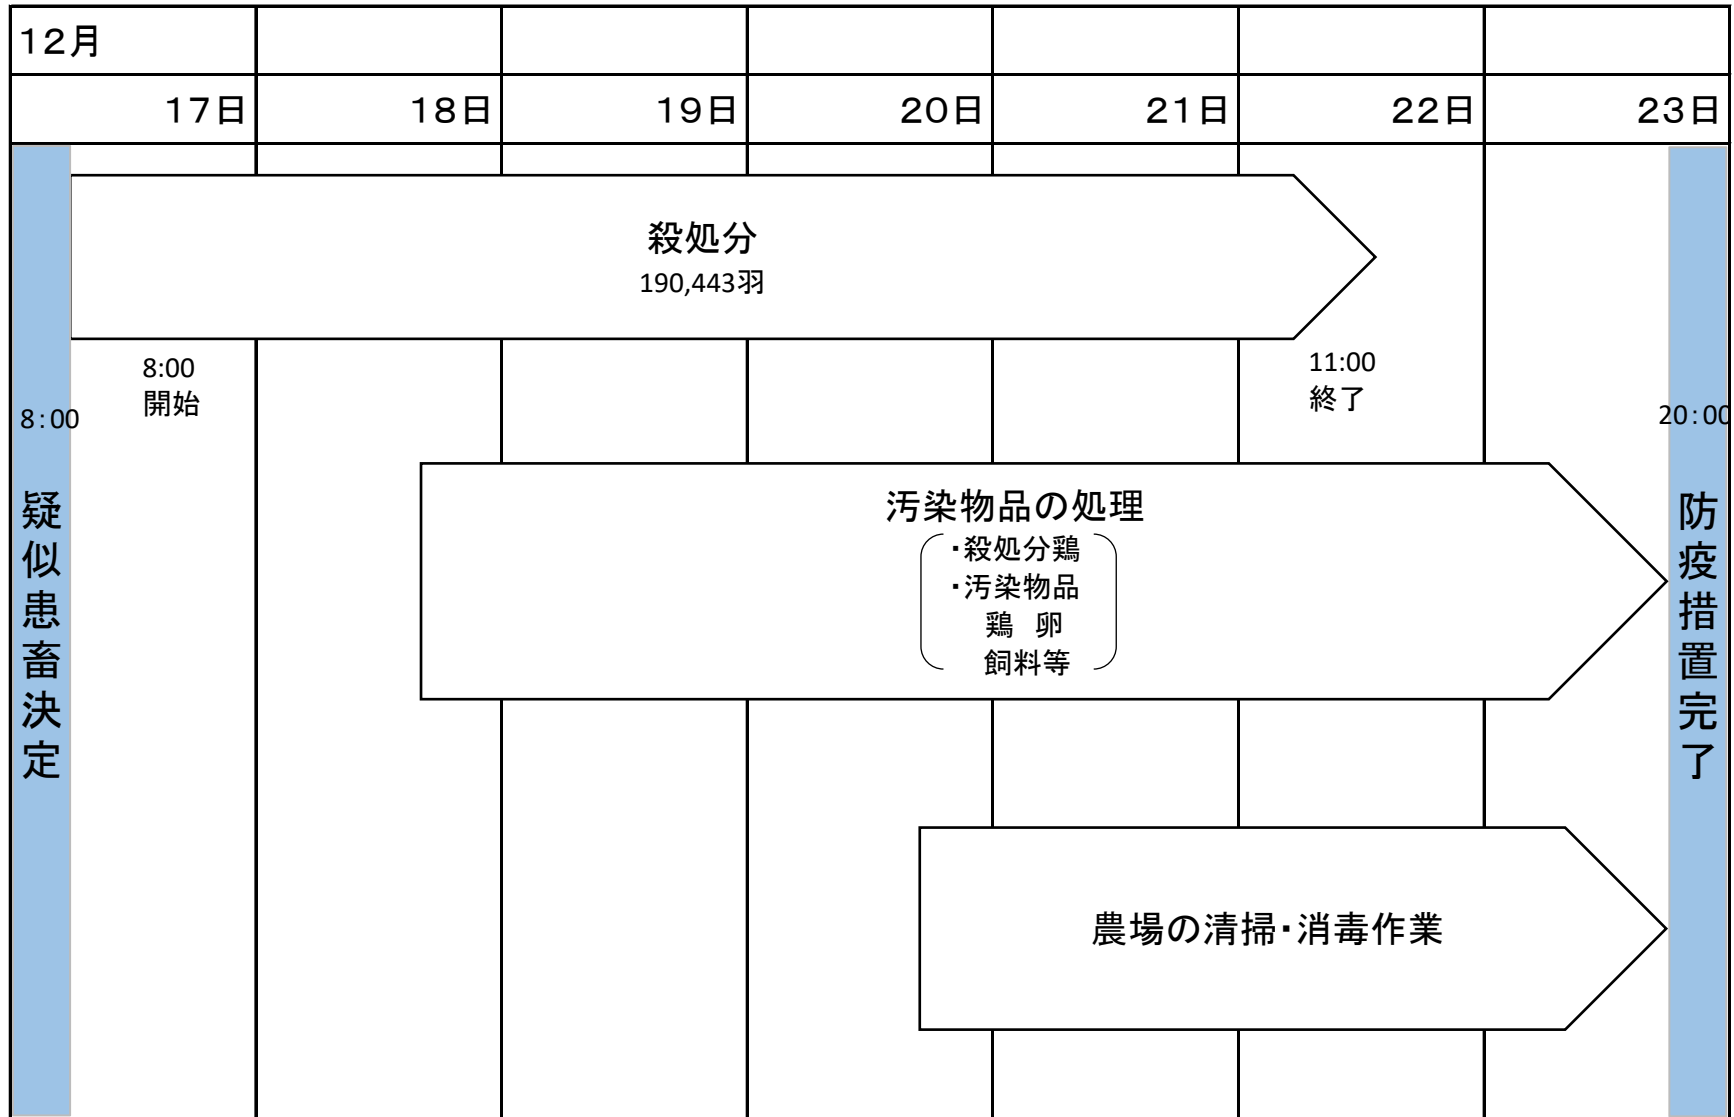 12月
17日 18日 19日 20日 21日 22日 23日
殺処分
190,443羽
8:00
開始
11:00
終了
8:00
疑似患畜決定
20:00
防疫措置完了
汚染物品の処理
・殺処分鶏
・汚染物品
鶏　卵
飼料等
農場の清掃・消毒作業